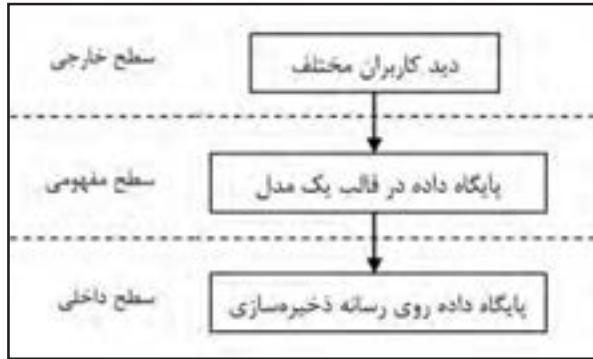 سطح خارجی
دید کاربران مختلف
سطح مفهومی
پایگاه داده در قالب یک مدل
سطح داخلی
پایگاه داده روی رسانه ذخیره‌سازی